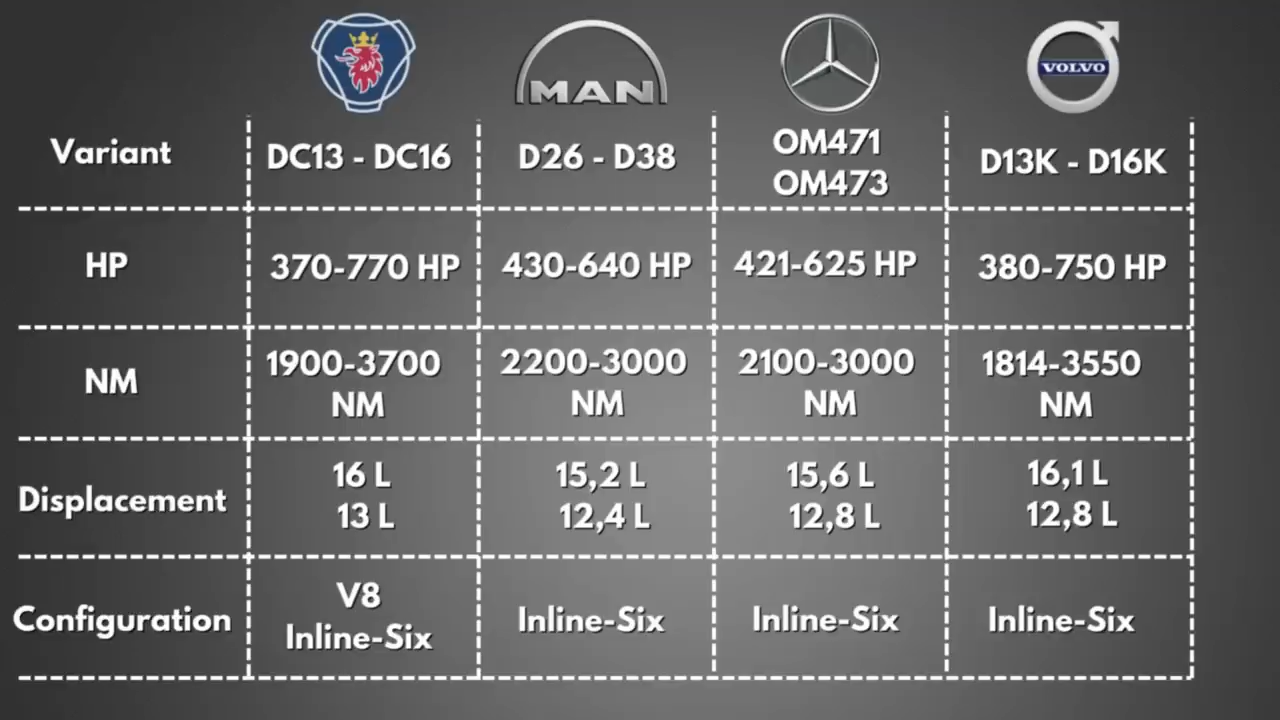 MAN
VOLVO
Variant
DC13 - DC16
D26 - D38
OM471
OM473
D13K - D16K
HP
370-770 HP
430-640 HP
421-625 HP
380-750 HP
NM
1900-3700
NM
2200-3000
NM
2100-3000
NM
1814-3550
NM
Displacement
16 L
13 L
15,2 L
12,4 L
15,6 L
12,8 L
16,1 L
12,8 L
Configuration
V8
Inline-Six
Inline-Six
Inline-Six
Inline-Six